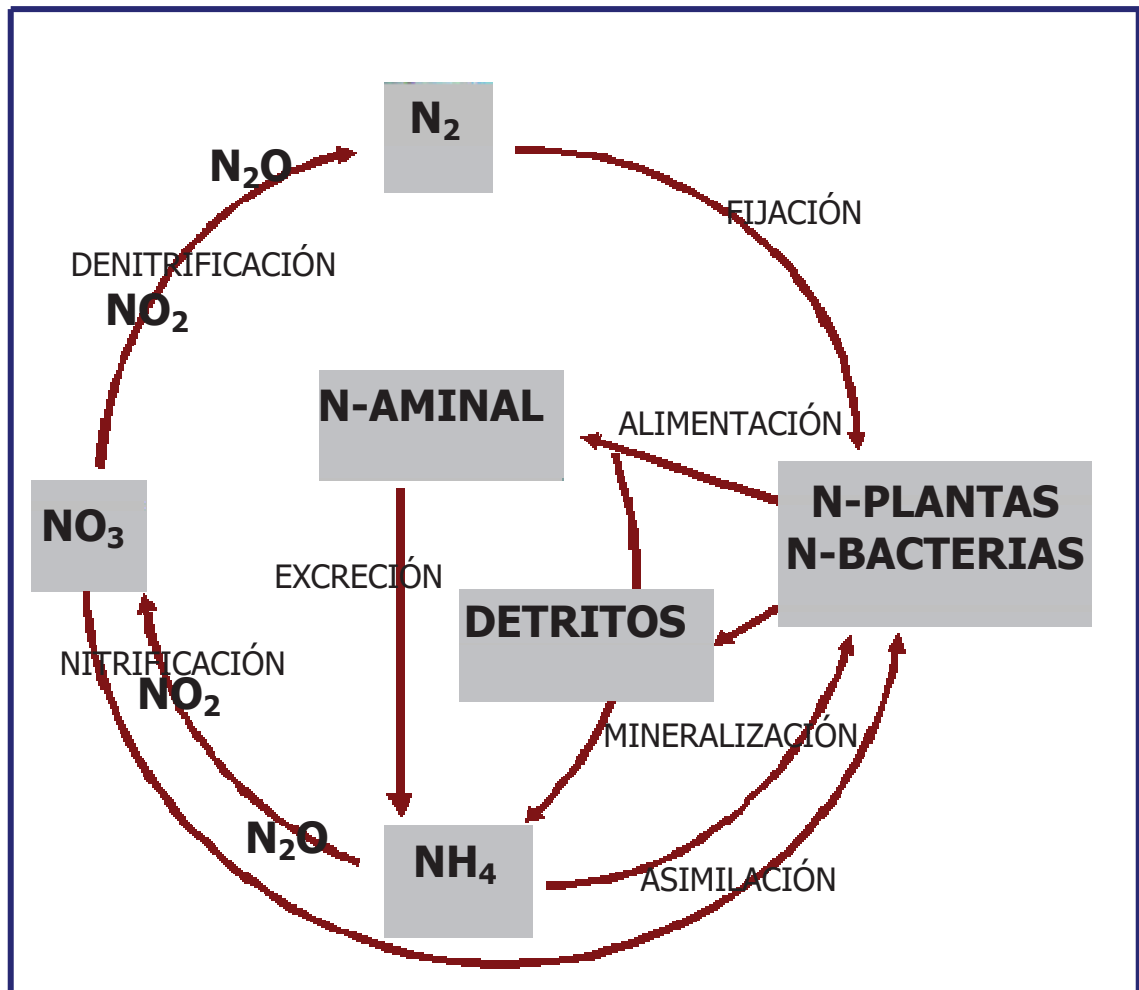 N₂
N₂O
FIJACIÓN
DENITRIFICACIÓN
NO₂
N-AMINAL
ALIMENTACIÓN
N-PLANTAS
N-BACTERIAS
NO₃
EXCRECIÓN
DETRITOS
NITRIFICACIÓN
NO₂
MINERALIZACIÓN
N₂O
NH₄
ASIMILACIÓN